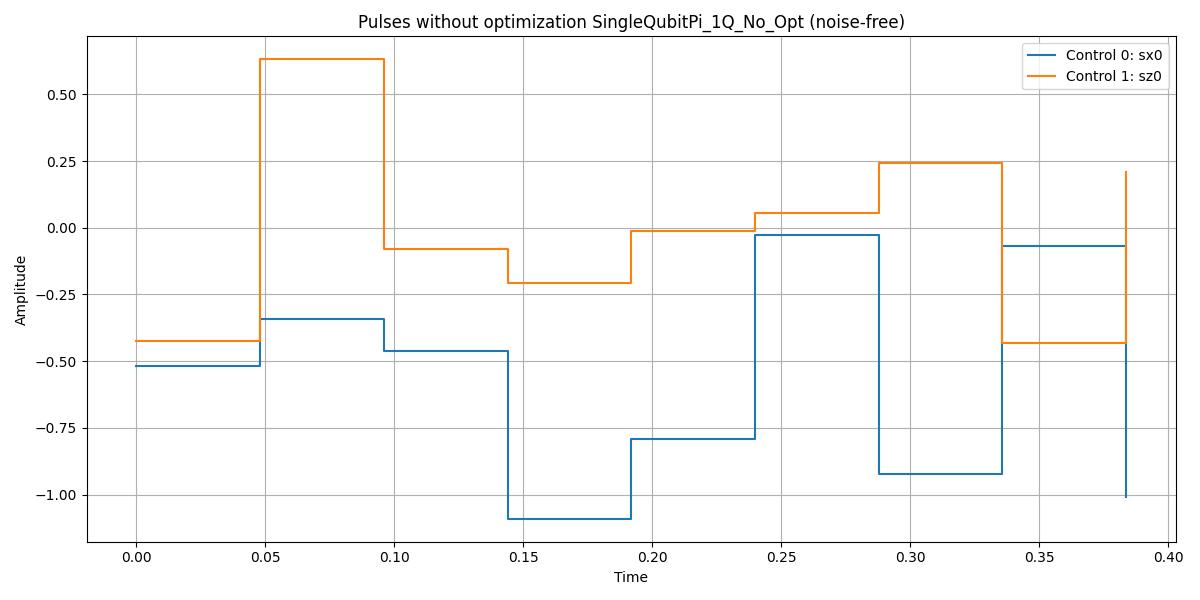 Pulses without optimization SingleQubitPi_1Q_No_Opt (noise-free)
Control 0: sx0
Control 1: sz0
Amplitude
0.50
0.25
0.00
−0.25
−0.50
−0.75
−1.00
0.00 0.05 0.10 0.15 0.20 0.25 0.30 0.35 0.40
Time